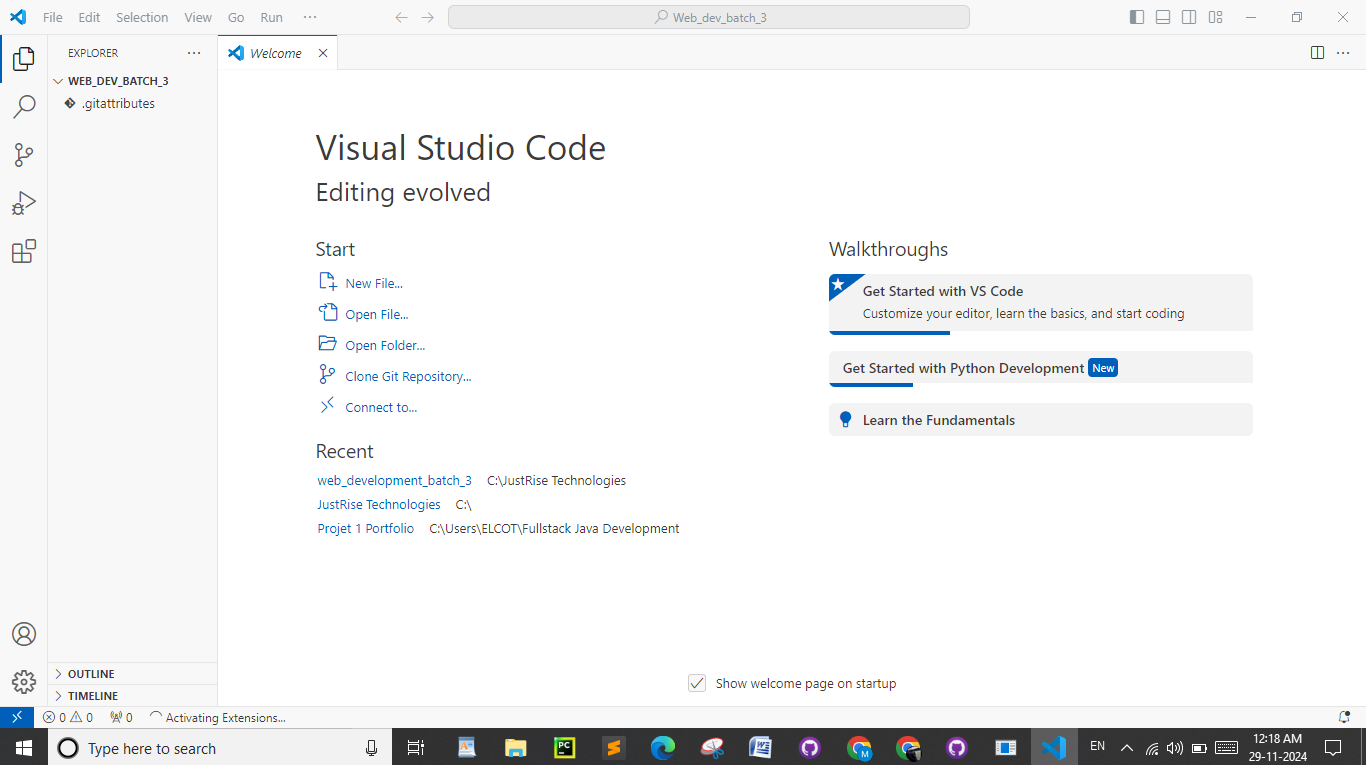 File Edit Selection View Go Run ···
Web_dev_batch_3
EXPLORER
WEB_DEV_BATCH_3
.gitattributes
Welcome
Visual Studio Code
Editing evolved
Start
New File...
Open File...
Open Folder...
Clone Git Repository...
Connect to...
Recent
web_development_batch_3 C:\JustRise Technologies
JustRise Technologies C:\
Projet 1 Portfolio C:\Users\ELCOT\Fullstack Java Development
Walkthroughs
Get Started with VS Code
Customize your editor, learn the basics, and start coding
Get Started with Python Development New
Learn the Fundamentals
Show welcome page on startup
OUTLINE
TIMELINE
0 0 0 Activating Extensions...
Type here to search
PC
W
M
EN
12:18 AM
29-11-2024